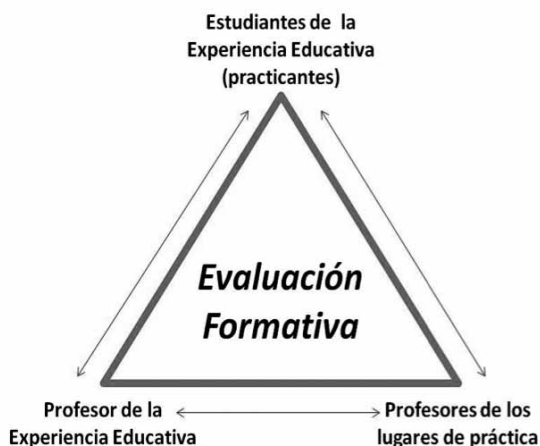 Estudiantes de la
Experiencia Educativa
(practicantes)
Evaluación
Formativa
Profesor de la
Experiencia Educativa
Profesores de los
lugares de práctica